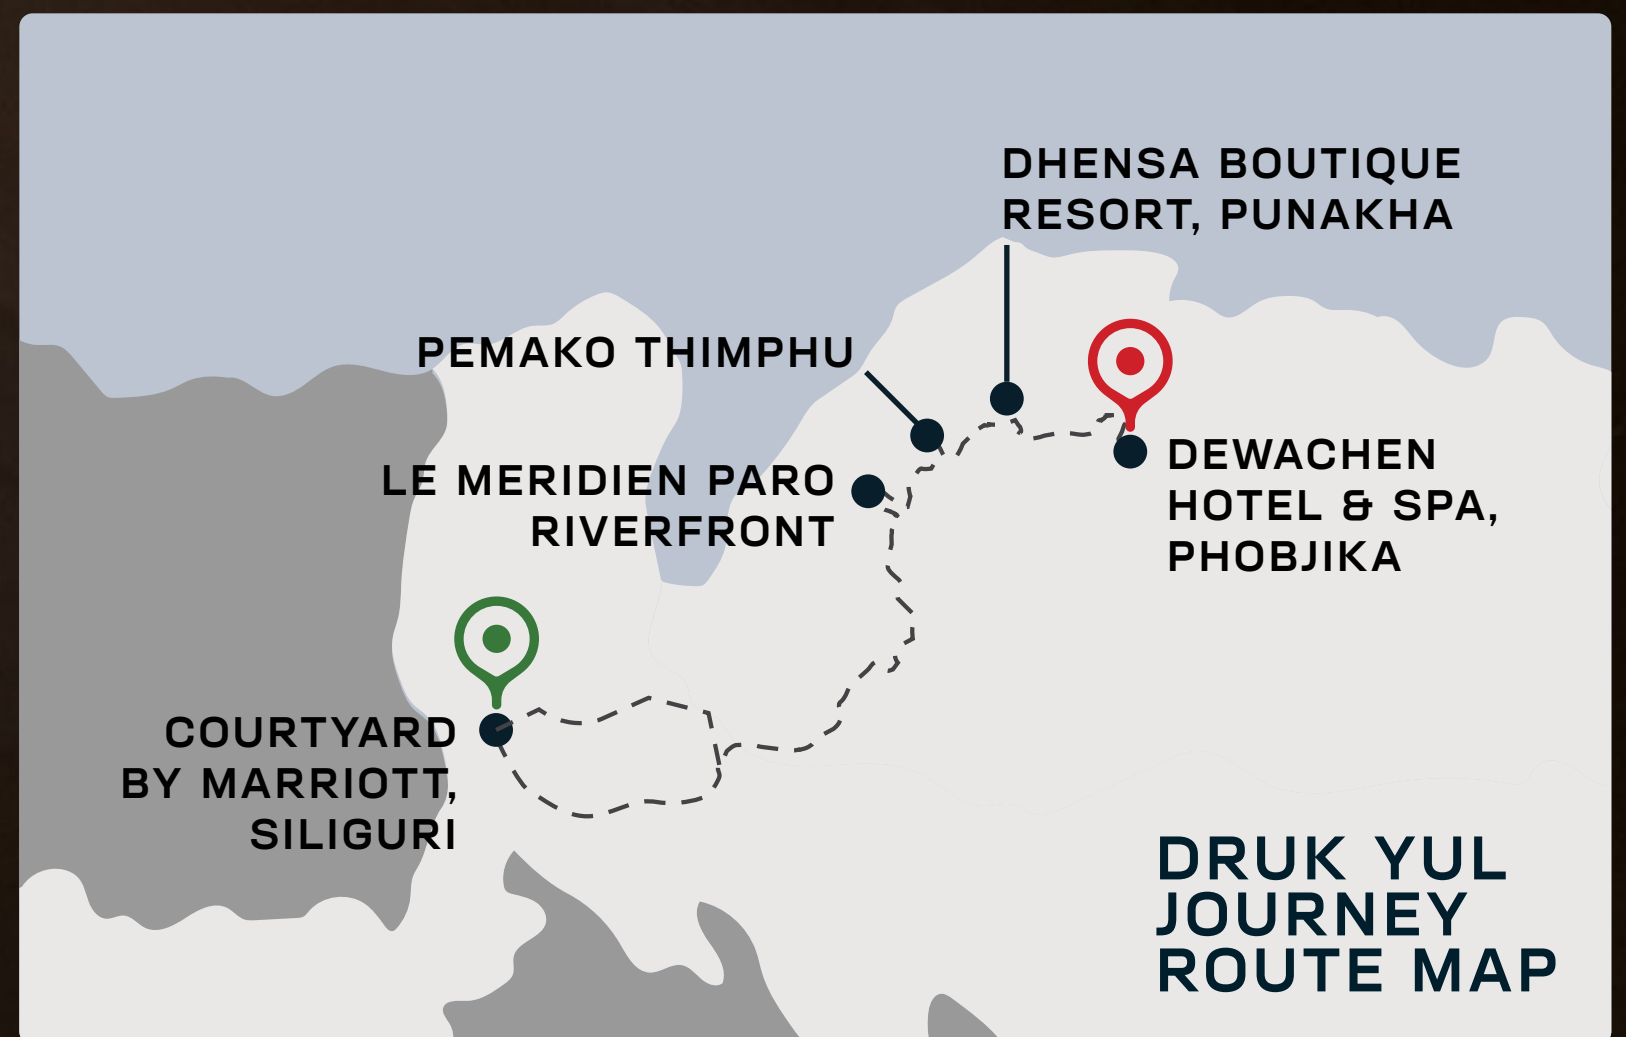 DHENSA BOUTIQUE
RESORT, PUNAKHA
PEMAKO THIMPHU
LE MERIDIEN PARO
RIVERFRONT
DEWACHEN
HOTEL & SPA,
PHOBJIKA
COURTYARD
BY MARRIOTT,
SILIGURI
DRUK YUL
JOURNEY
ROUTE MAP